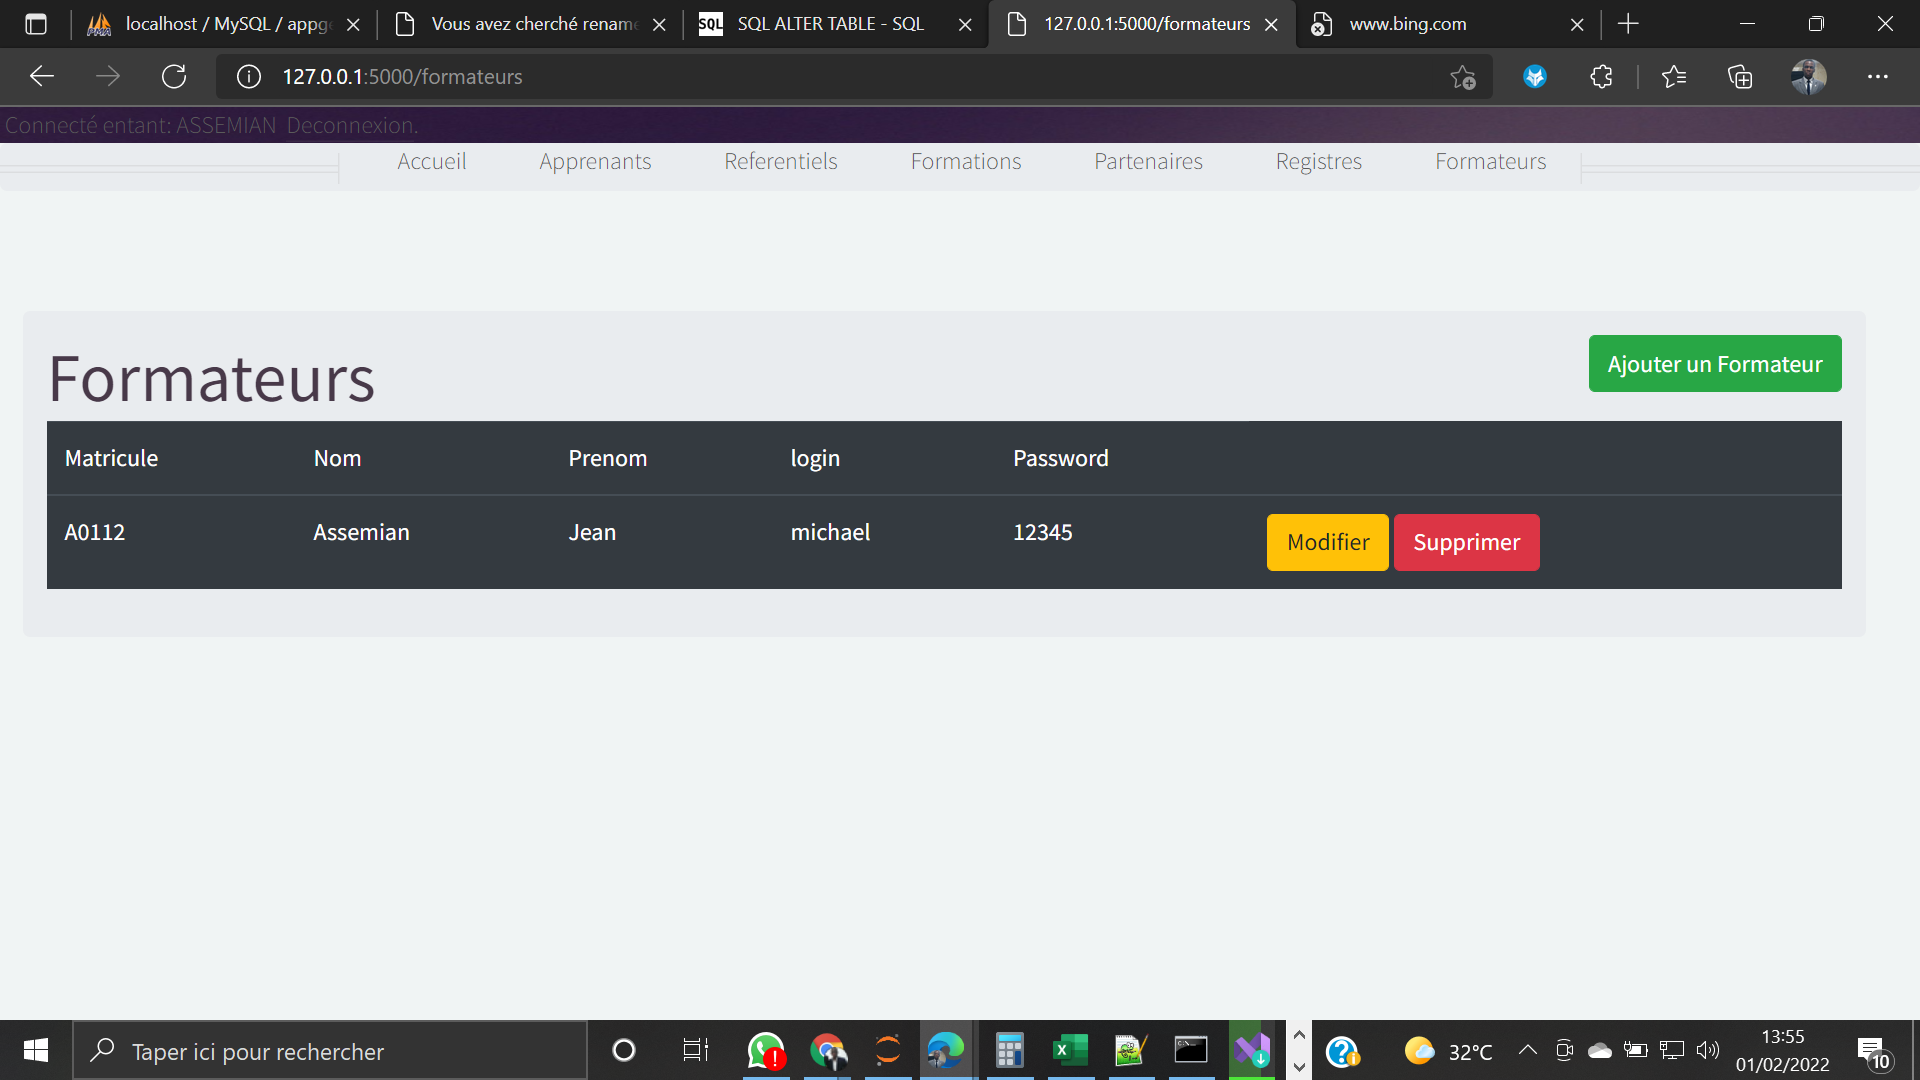 localhost / MySQL / appg
Vous avez cherché rename
SQL
SQL ALTER TABLE - SQL
127.0.0.1:5000/formateurs
www.bing.com
127.0.0.1:5000/formateurs
Connecté entant: ASSEMIAN Deconnexion.
Accueil Apprenants Referentiels Formations Partenaires Registres Formateurs
Formateurs
Ajouter un Formateur
Matricule Nom Prenom login Password
A0112 Assemian Jean michael 12345 Modifier Supprimer
Taper ici pour rechercher
32°C
13:55
01/02/2022
10